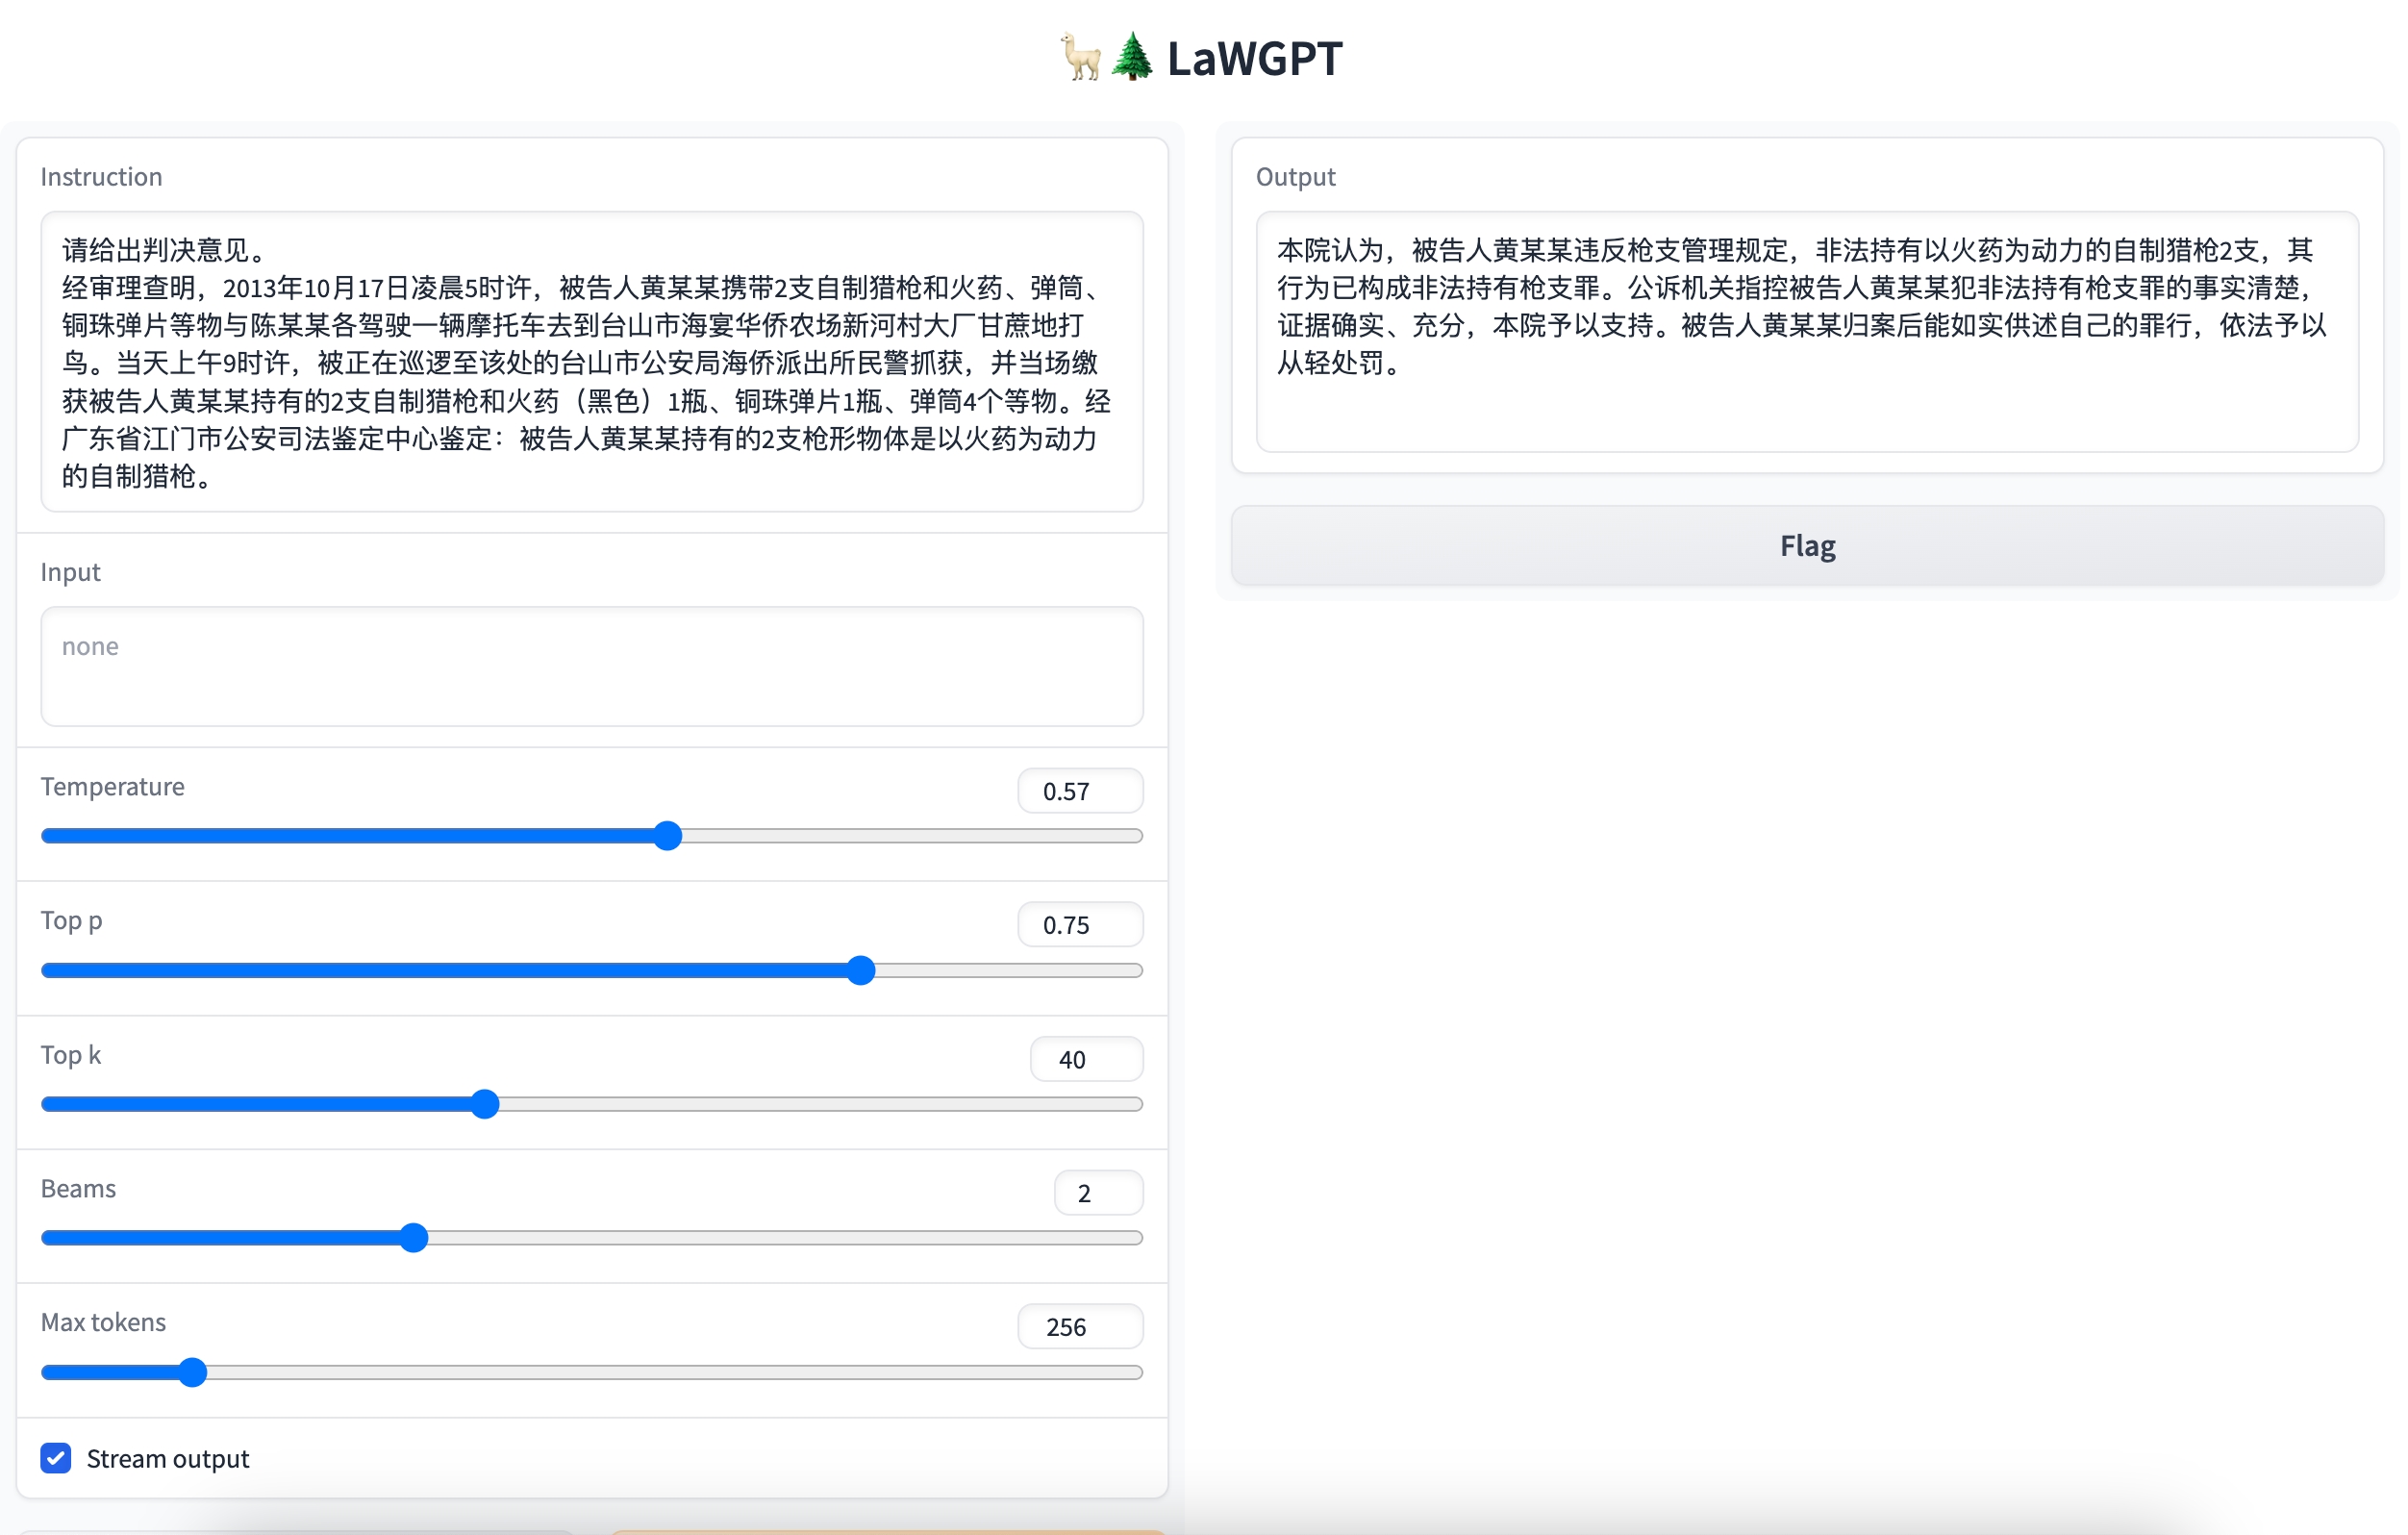 🦙🌲 LaWGPT
Instruction
请给出判决意见。
经审理查明，2013年10月17日凌晨5时许，被告人黄某某携带2支自制猎枪和火药、弹筒、
铜珠弹片等物与陈某某各驾驶一辆摩托车去到台山市海宴华侨农场新河村大厂甘蔗地打
鸟。当天上午9时许，被正在巡逻至该处的台山市公安局海侨派出所民警抓获，并当场缴
获被告人黄某某持有的2支自制猎枪和火药（黑色）1瓶、铜珠弹片1瓶、弹筒4个等物。经
广东省江门市公安司法鉴定中心鉴定：被告人黄某某持有的2支枪形物体是以火药为动力
的自制猎枪。
Input
none
Temperature
0.57
Top p
0.75
Top k
40
Beams
2
Max tokens
256
Stream output
Output
本院认为，被告人黄某某违反枪支管理规定，非法持有以火药为动力的自制猎枪2支，其
行为已构成非法持有枪支罪。公诉机关指控被告人黄某某犯非法持有枪支罪的事实清楚，
证据确实、充分，本院予以支持。被告人黄某某归案后能如实供述自己的罪行，依法予以
从轻处罚。
Flag